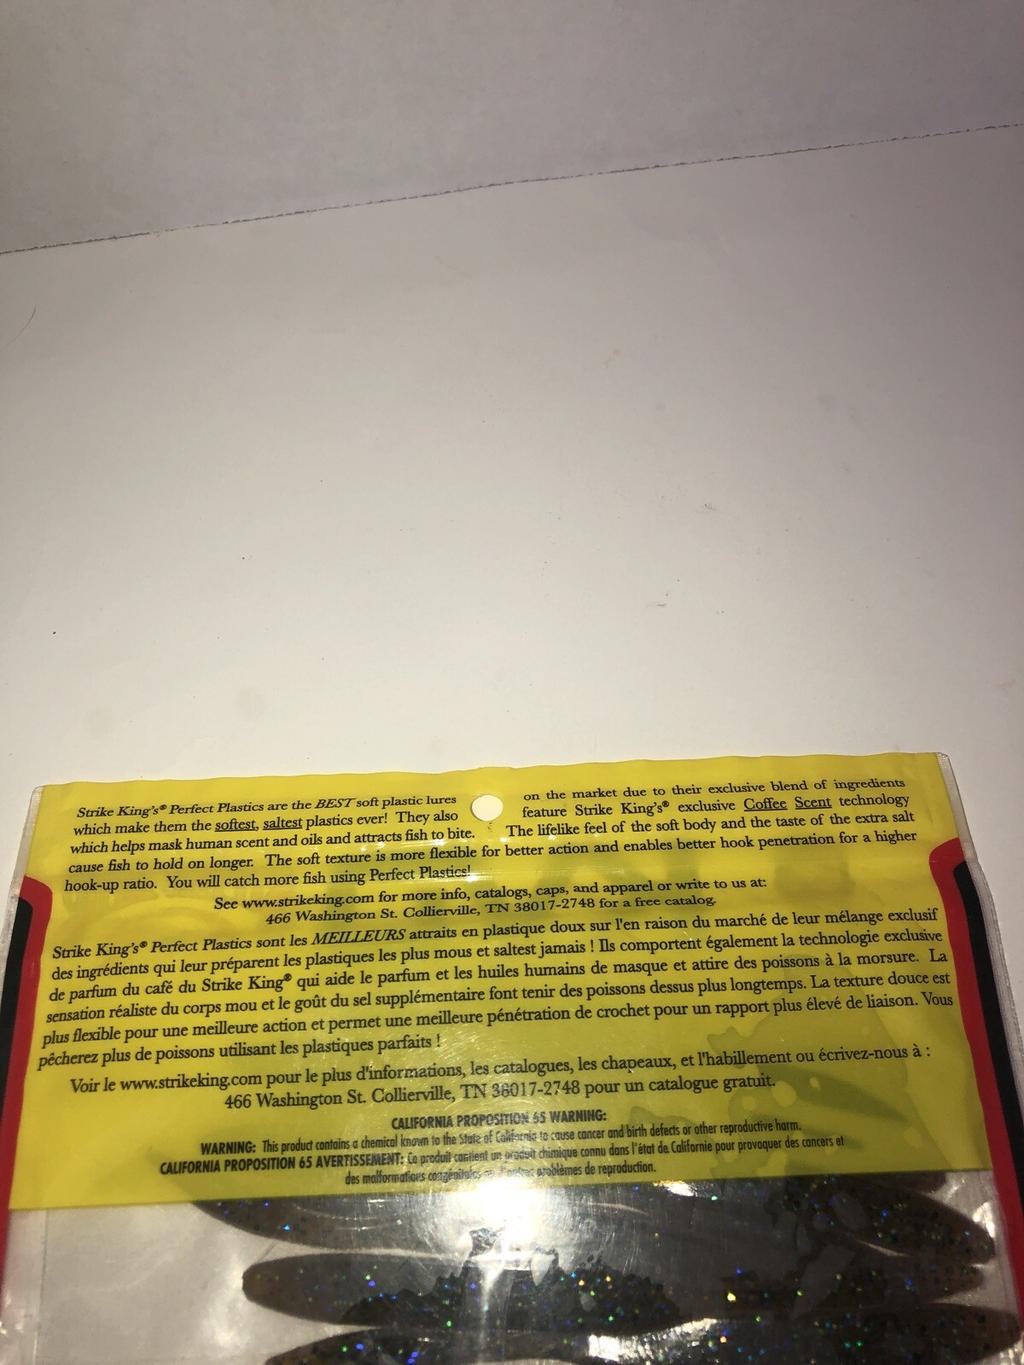 Strike King's® Perfect Plastics are the BEST soft plastic lures on the market due to their exclusive blend of ingredients
which make them the softest, saltest plastics ever! They also feature Strike King's® exclusive Coffee Scent technology
which helps mask human scent and oils and attracts fish to bite. The lifelike feel of the soft body and the taste of the extra salt
cause fish to hold on longer. The soft texture is more flexible for better action and enables better hook penetration for a higher
hook-up ratio. You will catch more fish using Perfect Plastics!
See www.strikeking.com for more info, catalogs, caps, and apparel or write to us at:
466 Washington St. Collierville, TN 38017-2748 for a free catalog.
Strike King's® Perfect Plastics sont les MEILLEURS attraits en plastique doux sur l'en raison du marché de leur mélange exclusif
des ingrédients qui leur préparent les plastiques les plus mous et saltest jamais ! Ils comportent également la technologie exclusive
de parfum du café du Strike King® qui aide le parfum et les huiles humains de masque et attire des poissons à la morsure. La
sensation réaliste du corps mou et le goût du sel supplémentaire font tenir des poissons dessus plus longtemps. La texture douce est
plus flexible pour une meilleure action et permet une meilleure pénétration de crochet pour un rapport plus élevé de liaison. Vous
pêcherez plus de poissons utilisant les plastiques parfaits !
Voir le www.strikeking.com pour le plus d'informations, les catalogues, les chapeaux, et l'habillement ou écrivez-nous à :
466 Washington St. Collierville, TN 38017-2748 pour un catalogue gratuit.
CALIFORNIA PROPOSITION 65 WARNING:
WARNING: This product contains a chemical known to the State of California to cause cancer and birth defects or other reproductive harm.
CALIFORNIA PROPOSITION 65 AVERTISSEMENT: Ce produit contient un produit chimique connu dans l'état de Californie pour provoquer des cancers et
des malformations congénitales ou d'autres problèmes de reproduction.